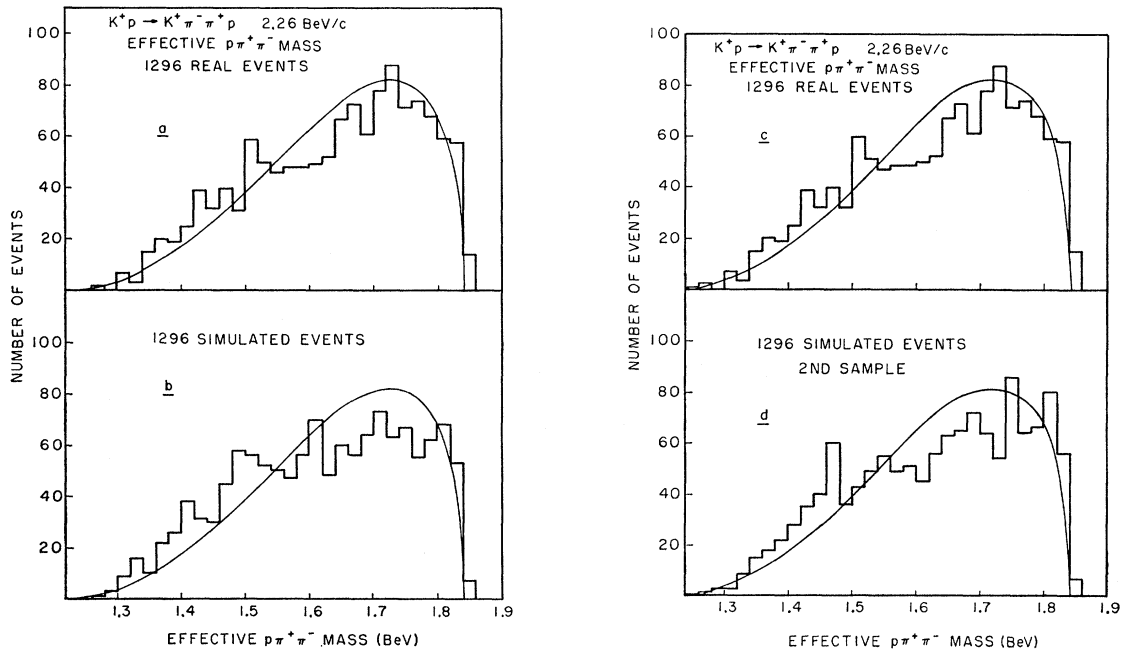 K⁺p → K⁺π⁻π⁺p 2.26 BeV/c
EFFECTIVE pπ⁺π⁻ MASS
1296 REAL EVENTS
a
100
80
60
40
20
1296 SIMULATED EVENTS
b
100
80
60
40
20
1.3 1.4 1.5 1.6 1.7 1.8 1.9
EFFECTIVE pπ⁺π⁻ MASS (BeV)
NUMBER OF EVENTS
K⁺p → K⁺π⁻π⁺p 2.26 BeV/c
EFFECTIVE pπ⁺π⁻ MASS
1296 REAL EVENTS
c
100
80
60
40
20
1296 SIMULATED EVENTS
2ND SAMPLE
d
100
80
60
40
20
1.3 1.4 1.5 1.6 1.7 1.8 1.9
EFFECTIVE pπ⁺π⁻ MASS (BeV)
NUMBER OF EVENTS